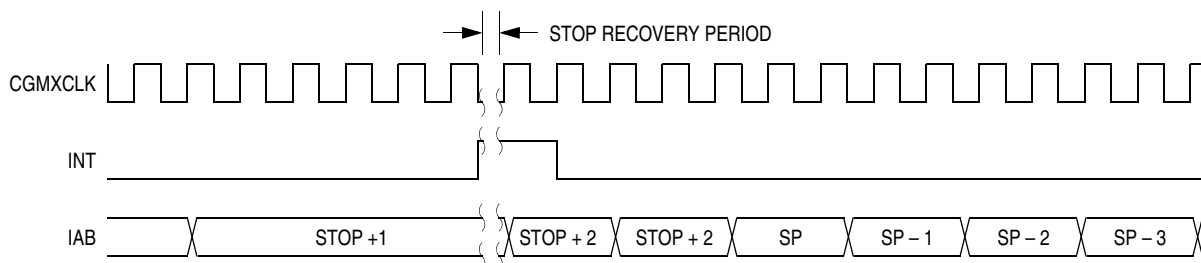 STOP RECOVERY PERIOD
CGMXCLK
INT
IAB
STOP +1
STOP + 2
STOP + 2
SP
SP – 1
SP – 2
SP – 3